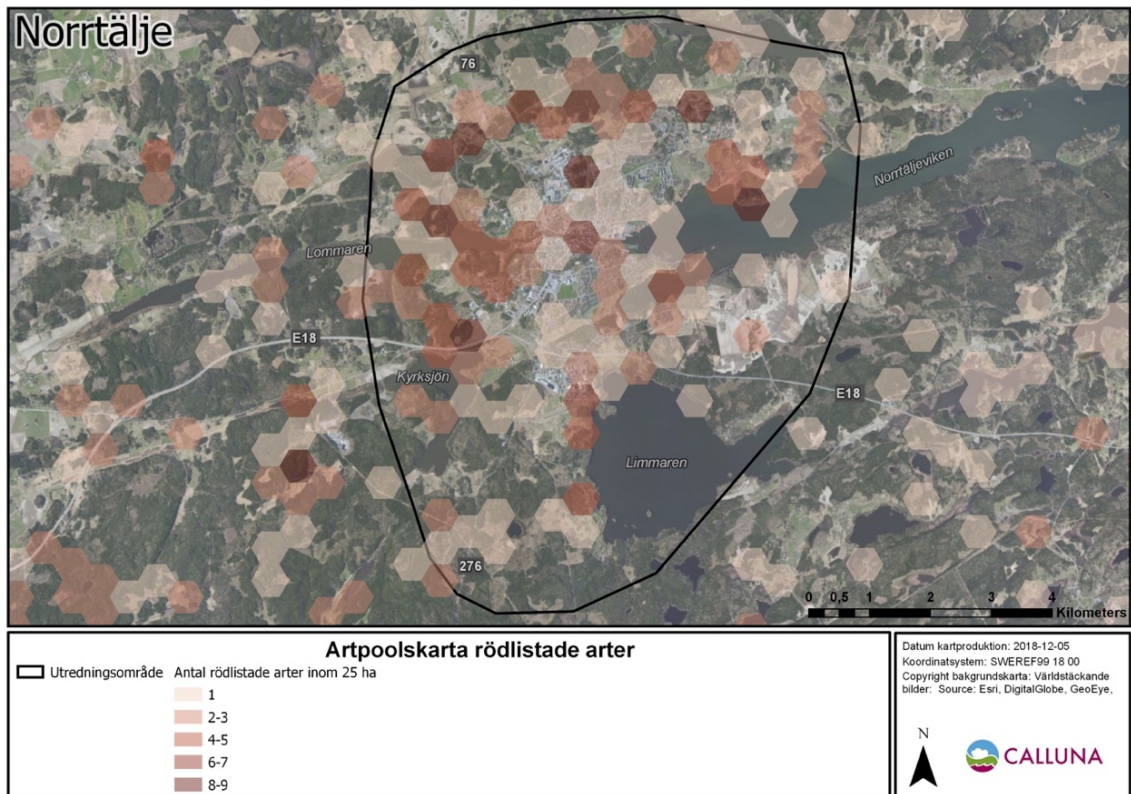 Norrtälje
76
Norrtäljeviken
Lommaren
E18
Kyrksjön
E18
Limmaren
276
0 0,5 1 2 3 4
Kilometers
Artpoolskarta rödlistade arter
Utredningsområde Antal rödlistade arter inom 25 ha
1
2-3
4-5
6-7
8-9
Datum kartproduktion: 2018-12-05
Koordinatsystem: SWEREF99 18 00
Copyright bakgrundskarta: Världstäckande
bilder: Source: Esri, DigitalGlobe, GeoEye,
N
CALLUNA